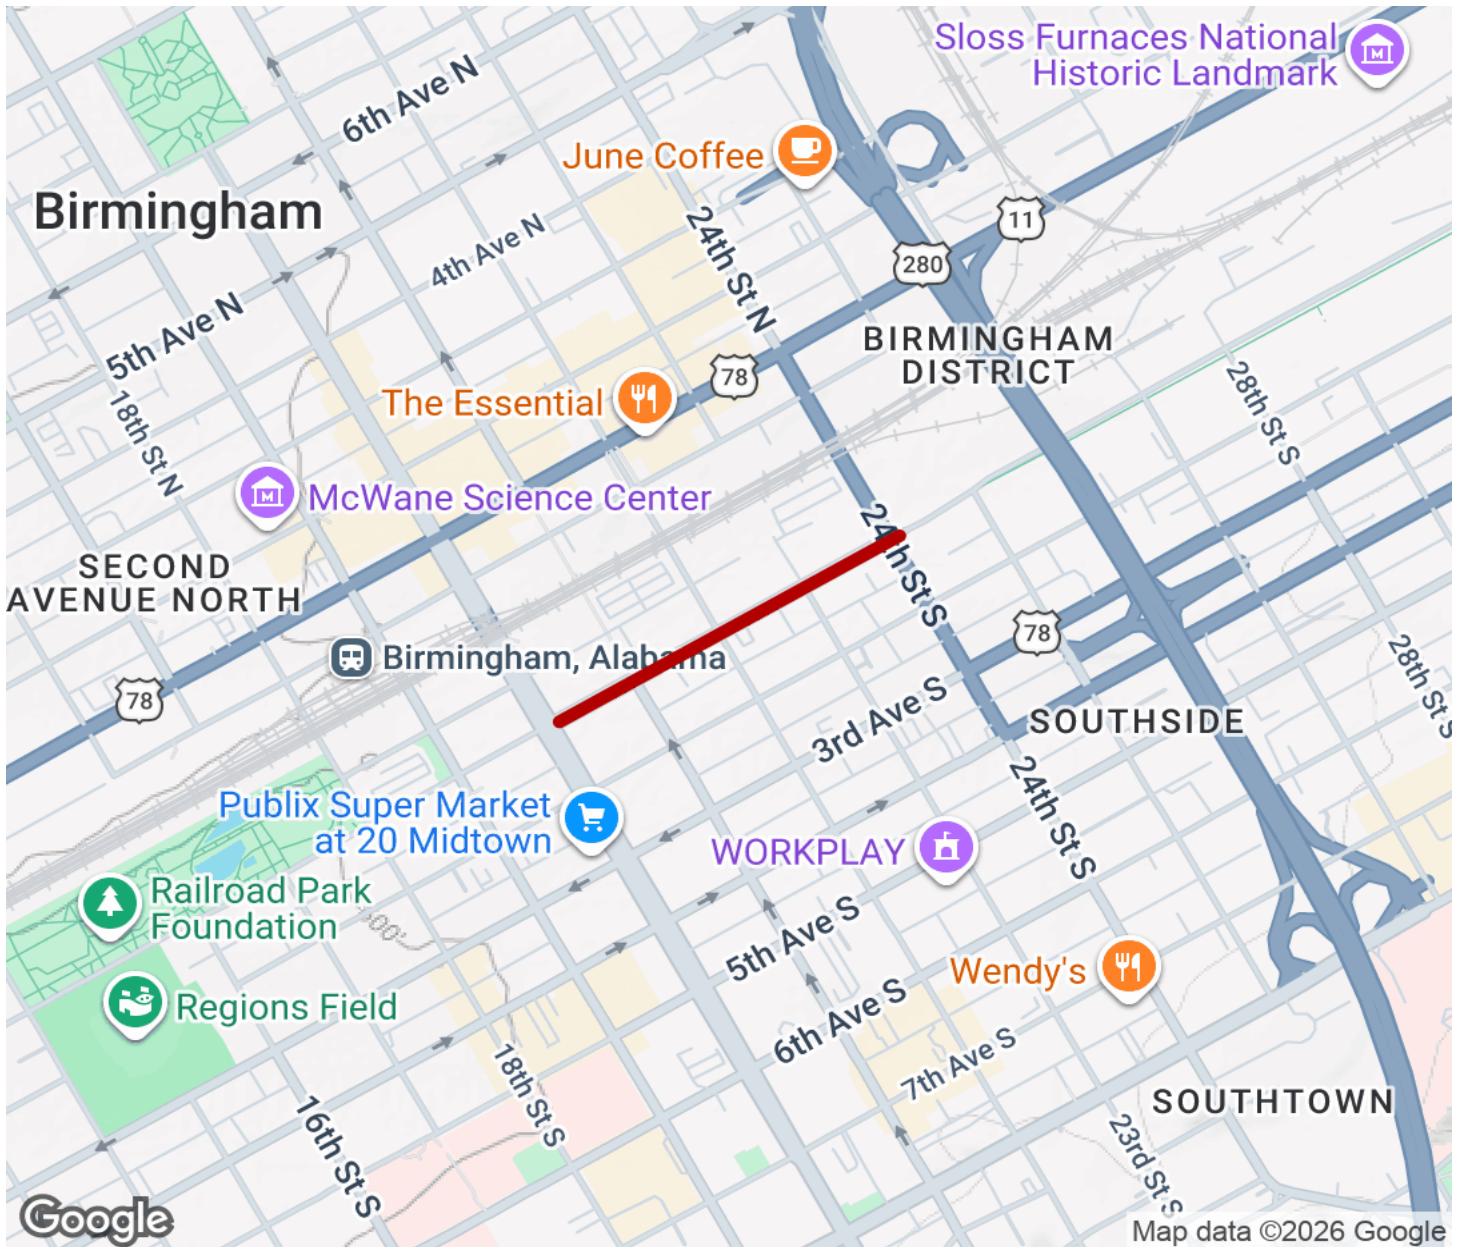 Sloss Furnaces National
Historic Landmark
6th Ave N
June Coffee
Birmingham
24th St N
11
4th Ave N
280
5th Ave N
BIRMINGHAM
DISTRICT
78
The Essential
28th St S
18th St N
McWane Science Center
24th St S
SECOND
AVENUE NORTH
78
Birmingham, Alabama
28th St S
78
3rd Ave S
SOUTHSIDE
24th St S
Publix Super Market
at 20 Midtown
WORKPLAY
Railroad Park
Foundation
600'
5th Ave S
Wendy's
Regions Field
6th Ave S
7th Ave S
18th St S
SOUTHTOWN
16th St S
23rd St S
Google
Map data ©2026 Google